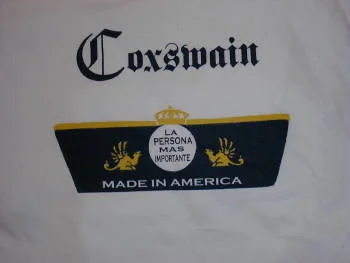 Coxswain
LA
PERSONA
MAS
IMPORTANTE
MADE IN AMERICA